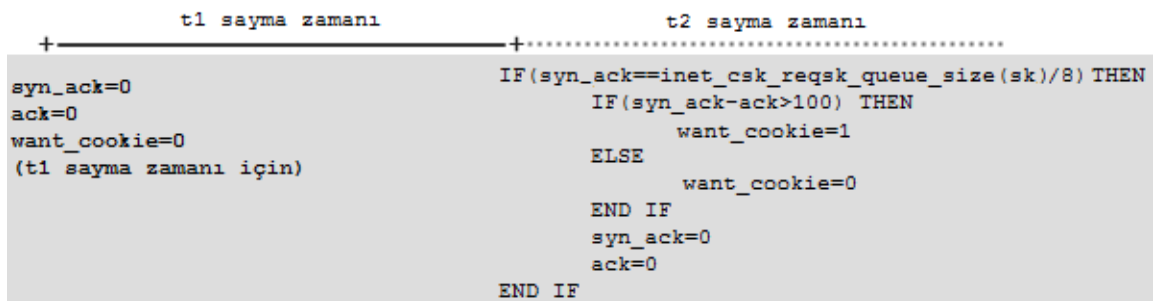 t1 sayma zamanı
t2 sayma zamanı
syn_ack=0
ack=0
want_cookie=0
(t1 sayma zamanı için)
IF(syn_ack==inet_csk_reqsk_queue_size(sk)/8) THEN
IF(syn_ack-ack>100) THEN
want_cookie=1
ELSE
want_cookie=0
END IF
syn_ack=0
ack=0
END IF